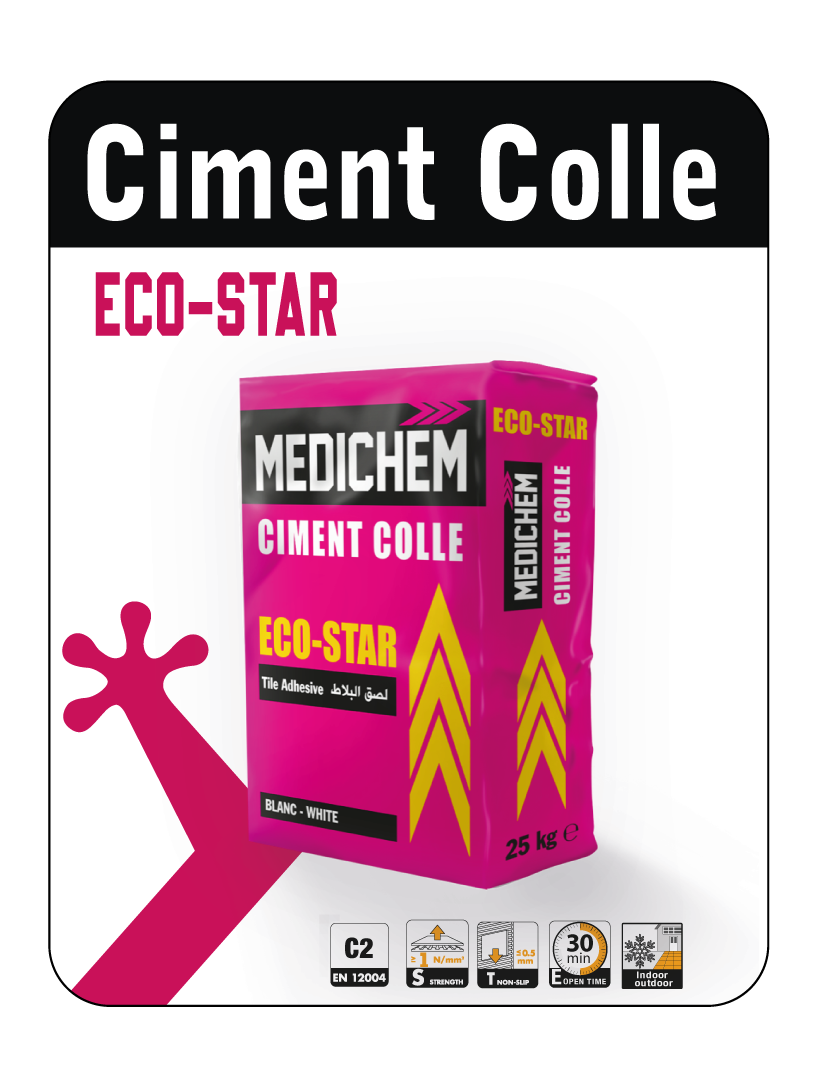 Ciment Colle
ECO-STAR
MEDICHEM
CIMENT COLLE
ECO-STAR
Tile Adhesive لصق البلاط
BLANC - WHITE
ECO-STAR
MEDICHEM
CIMENT COLLE
25 kg ℮
C2
EN 12004
≥ 1 N/mm²
S STRENGTH
≤0.5
mm
T NON-SLIP
30
min
E OPEN TIME
Indoor
outdoor